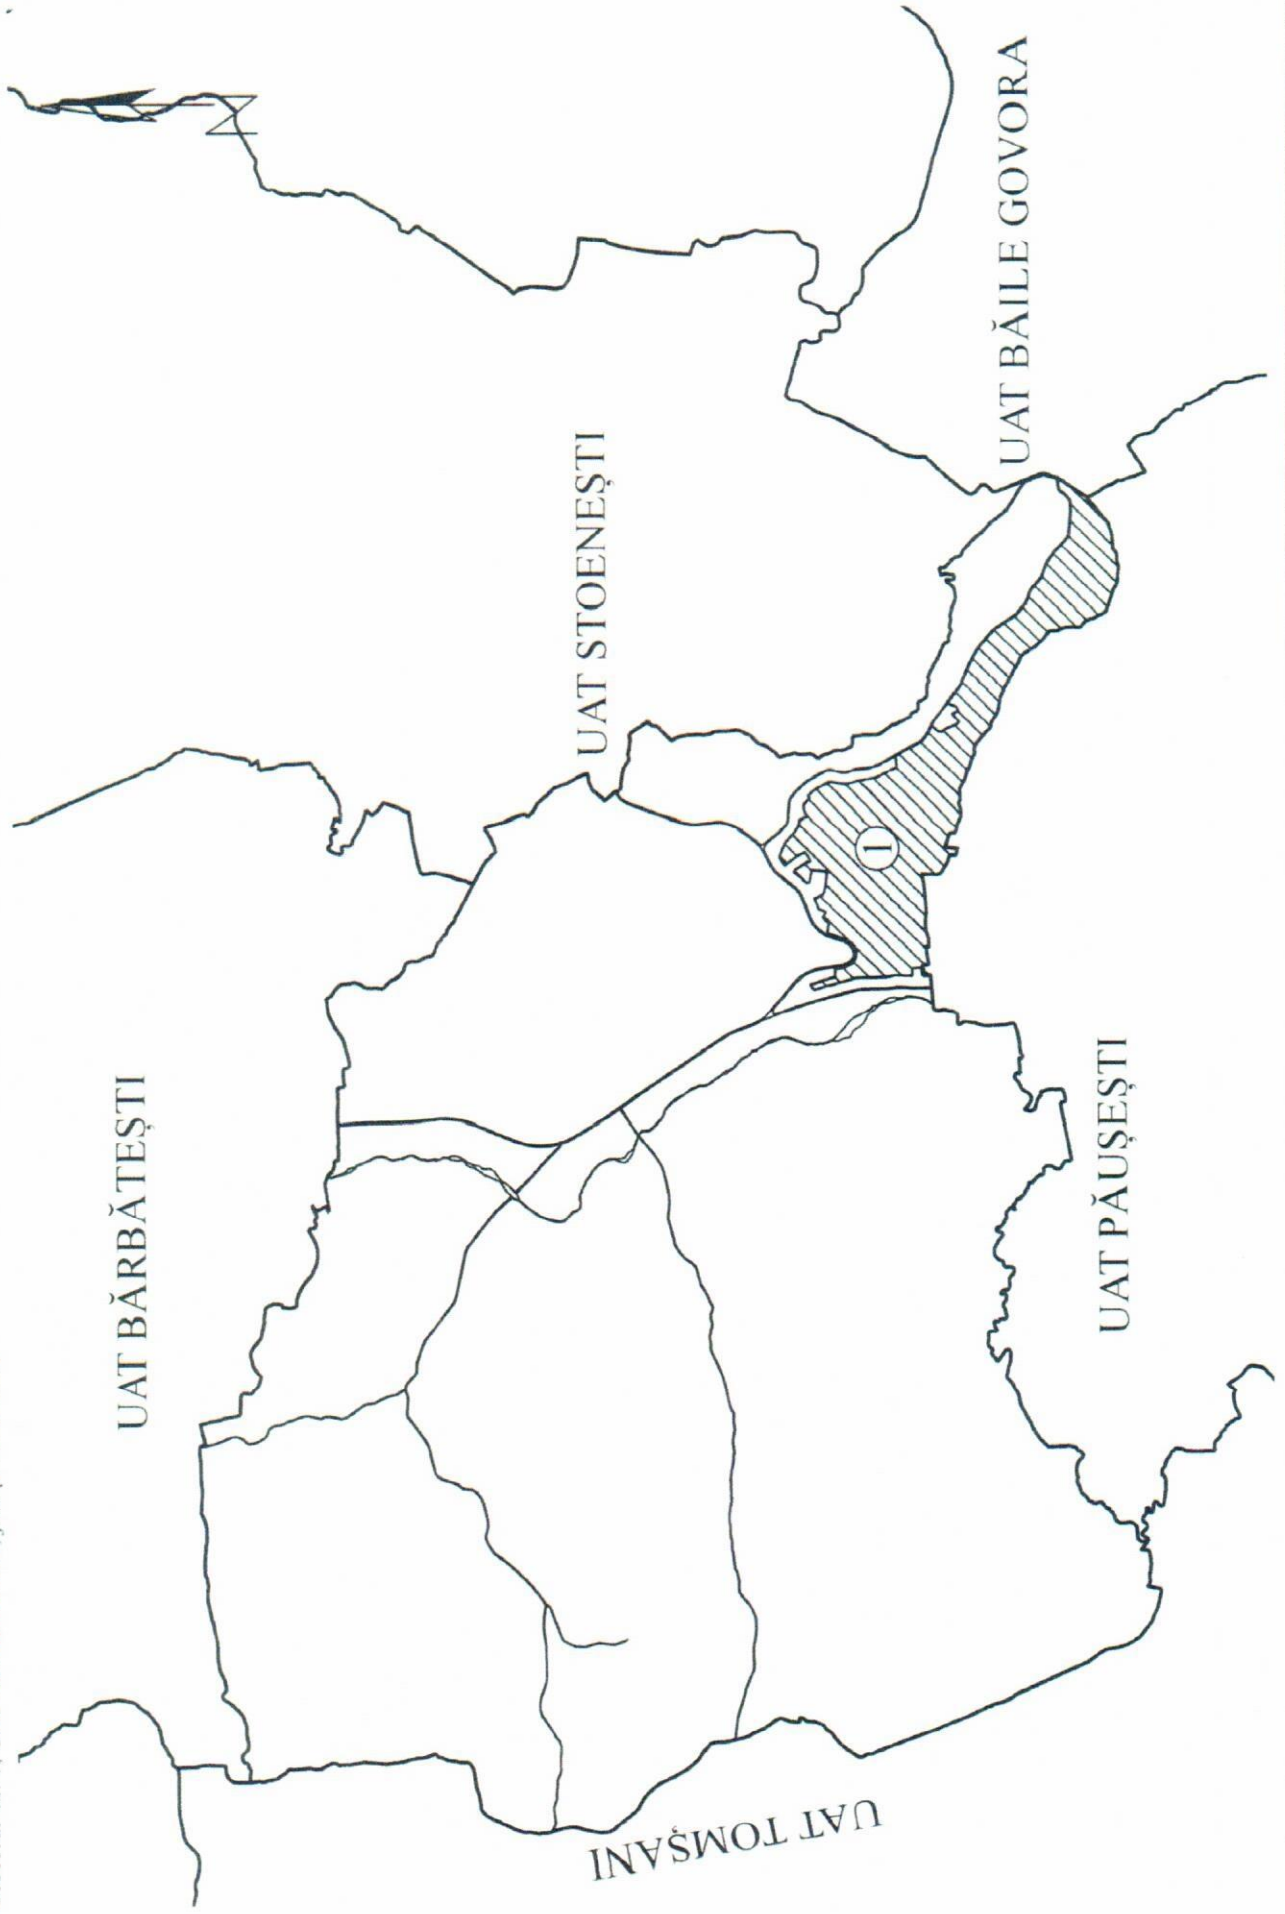 N
UAT BĂRBĂTEȘTI
UAT STOENEȘTI
UAT BĂILE GOVORA
1
UAT PĂUȘEȘTI
UAT TOMȘANI